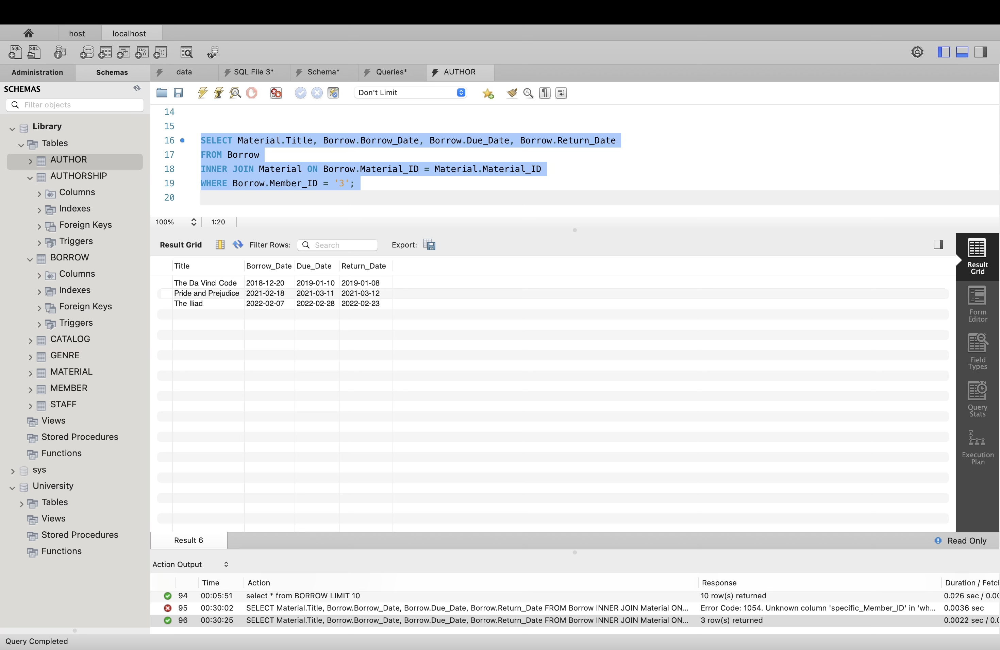 host
localhost
Administration
Schemas
data
SQL File 3*
Schema*
Queries*
AUTHOR
SCHEMAS
Filter objects
Don't Limit
Library
Tables
AUTHOR
AUTHORSHIP
Columns
Indexes
Foreign Keys
Triggers
BORROW
Columns
Indexes
Foreign Keys
Triggers
CATALOG
GENRE
MATERIAL
MEMBER
STAFF
Views
Stored Procedures
Functions
sys
University
Tables
Views
Stored Procedures
Functions
14
15
16 SELECT Material.Title, Borrow.Borrow_Date, Borrow.Due_Date, Borrow.Return_Date
17 FROM Borrow
18 INNER JOIN Material ON Borrow.Material_ID = Material.Material_ID
19 WHERE Borrow.Member_ID = '3';
20
100% 1:20
Result Grid Filter Rows: Search Export:
Title Borrow_Date Due_Date Return_Date
The Da Vinci Code 2018-12-20 2019-01-10 2019-01-08
Pride and Prejudice 2021-02-18 2021-03-11 2021-03-12
The Iliad 2022-02-07 2022-02-28 2022-02-23
Result
Grid
Form
Editor
Field
Types
Query
Stats
Execution
Plan
Result 6
Read Only
Action Output
Time Action Response Duration / Fetch
94 00:05:51 select * from BORROW LIMIT 10 10 row(s) returned 0.026 sec / 0.00
95 00:30:02 SELECT Material.Title, Borrow.Borrow_Date, Borrow.Due_Date, Borrow.Return_Date FROM Borrow INNER JOIN Material ON... Error Code: 1054. Unknown column 'specific_Member_ID' in 'wh... 0.0036 sec
96 00:30:25 SELECT Material.Title, Borrow.Borrow_Date, Borrow.Due_Date, Borrow.Return_Date FROM Borrow INNER JOIN Material ON... 3 row(s) returned 0.0022 sec / 0.0
Query Completed